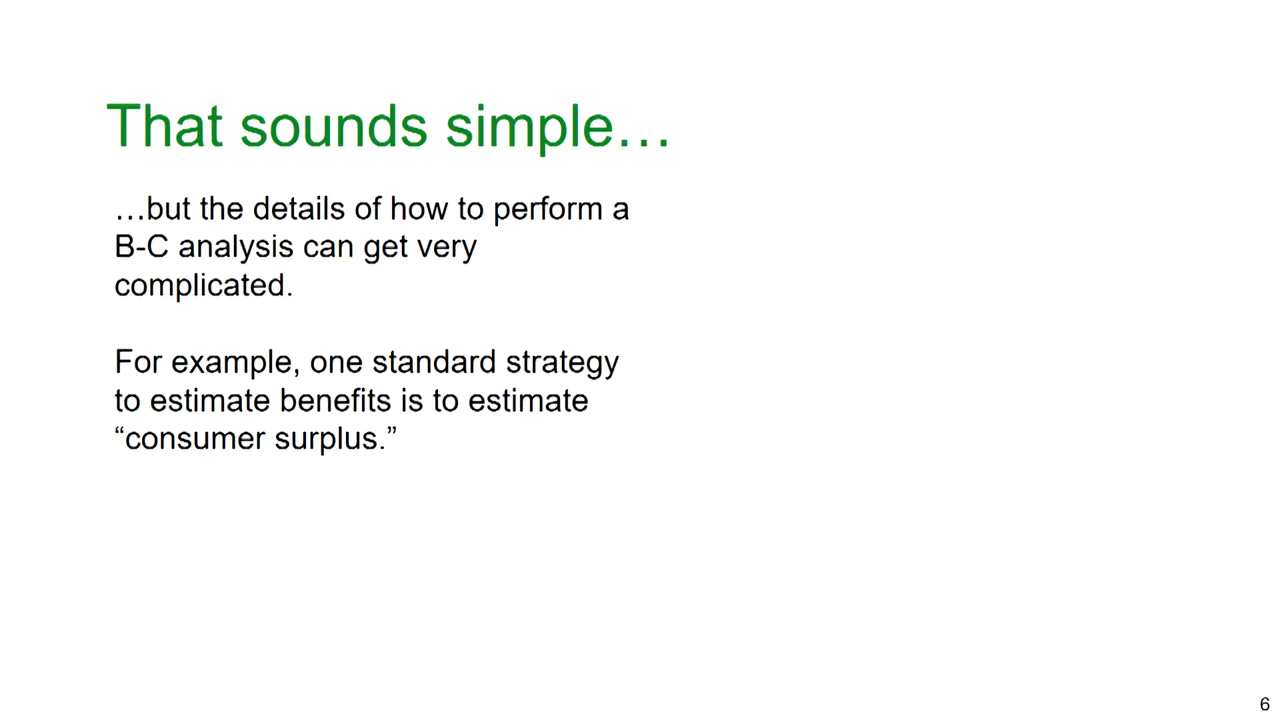 That sounds simple…
…but the details of how to perform a
B-C analysis can get very
complicated.
For example, one standard strategy
to estimate benefits is to estimate
“consumer surplus.”
6